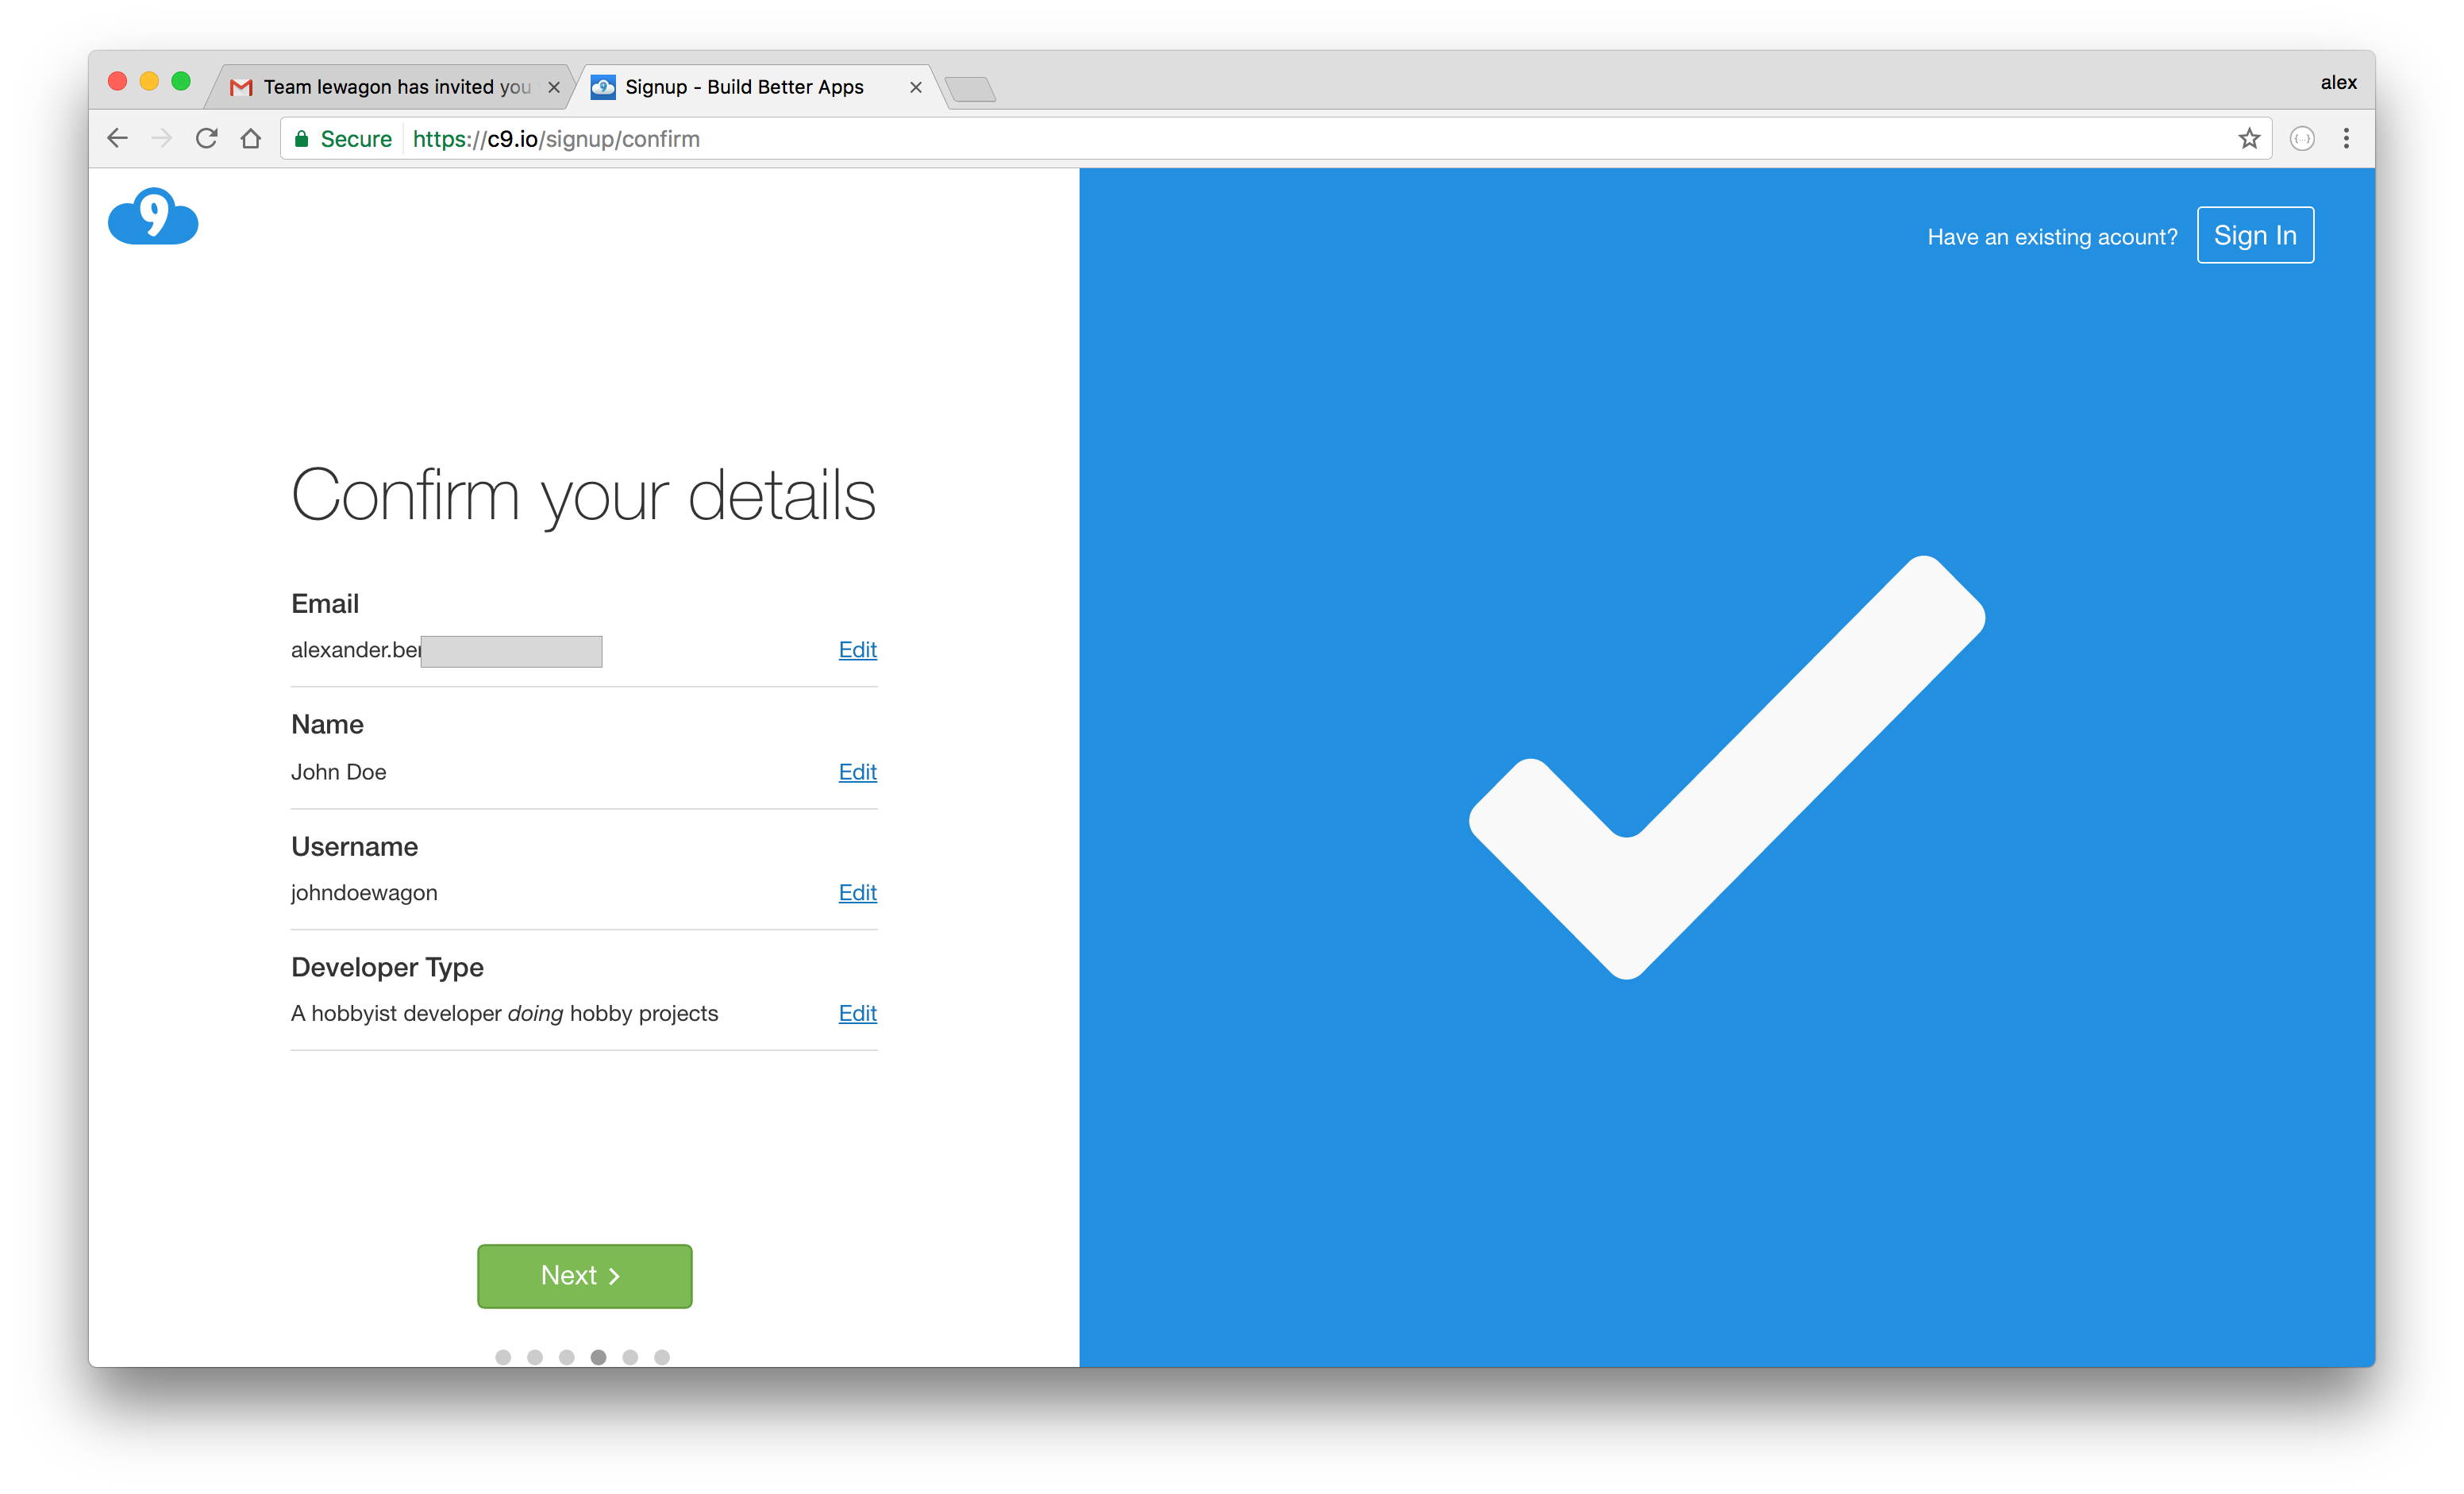 Team lewagon has invited you
Signup - Build Better Apps
alex
Secure https://c9.io/signup/confirm
9
Have an existing acount? Sign In
Confirm your details
Email
alexander.ber Edit
Name
John Doe Edit
Username
johndoewagon Edit
Developer Type
A hobbyist developer doing hobby projects Edit
Next >